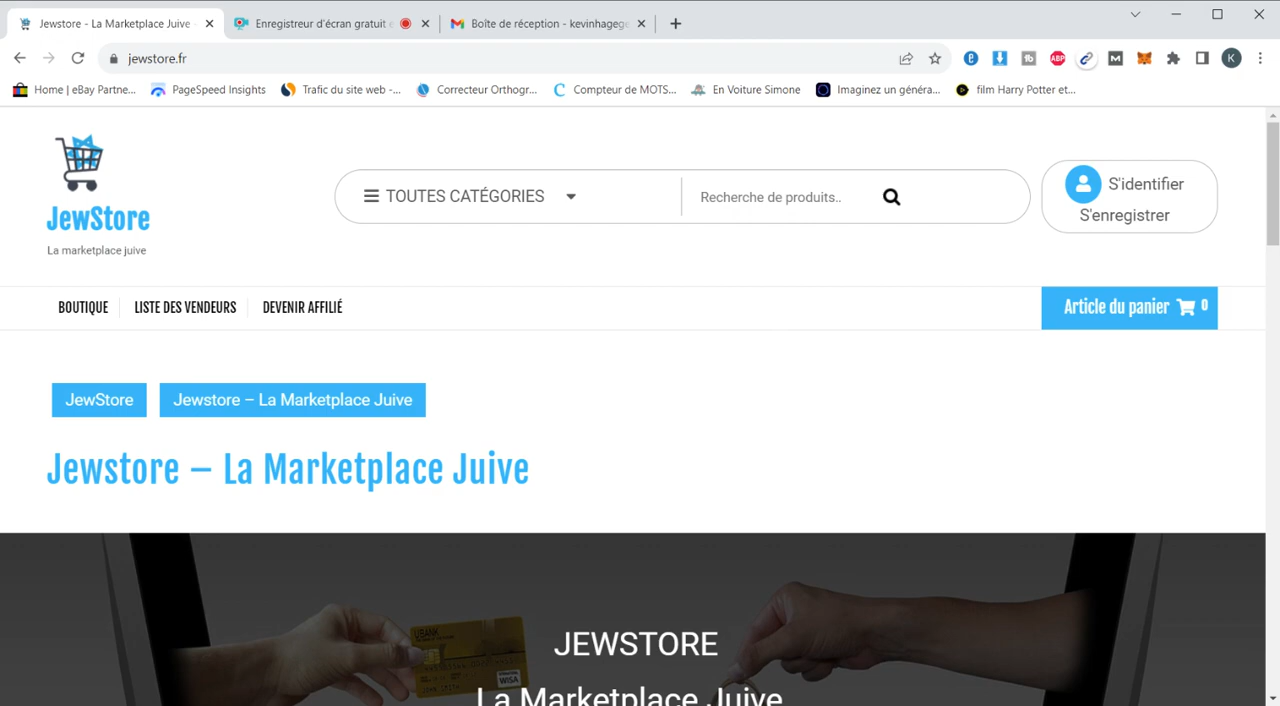 Jewstore - La Marketplace Juive
Enregistreur d'écran gratuit e
Boîte de réception - kevinhagege
jewstore.fr
ABP
M
K
Home | eBay Partne...
PageSpeed Insights
Trafic du site web -...
Correcteur Orthogr...
Compteur de MOTS...
En Voiture Simone
Imaginez un généra...
film Harry Potter et...
JewStore
La marketplace juive
TOUTES CATÉGORIES
Recherche de produits..
S'identifier
S'enregistrer
BOUTIQUE
LISTE DES VENDEURS
DEVENIR AFFILIÉ
Article du panier 0
JewStore
Jewstore – La Marketplace Juive
Jewstore – La Marketplace Juive
VISA
JEWSTORE
La Marketplace Juive